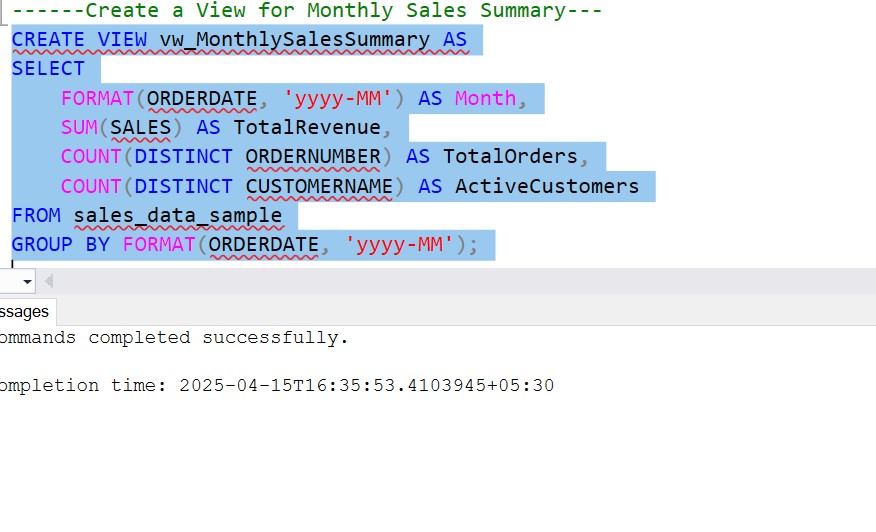 ------Create a View for Monthly Sales Summary---
CREATE VIEW vw_MonthlySalesSummary AS
SELECT
    FORMAT(ORDERDATE, 'yyyy-MM') AS Month,
    SUM(SALES) AS TotalRevenue,
    COUNT(DISTINCT ORDERNUMBER) AS TotalOrders,
    COUNT(DISTINCT CUSTOMERNAME) AS ActiveCustomers
FROM sales_data_sample
GROUP BY FORMAT(ORDERDATE, 'yyyy-MM');
ssages
ommands completed successfully.
ompletion time: 2025-04-15T16:35:53.4103945+05:30